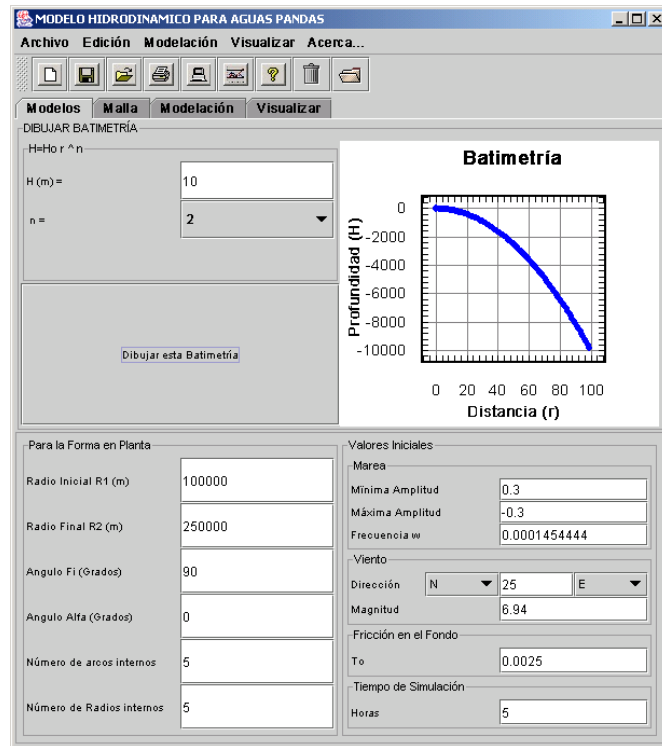 MODELO HIDRODINAMICO PARA AGUAS PANDAS
Archivo Edición Modelación Visualizar Acerca...
Modelos Malla Modelación Visualizar
DIBUJAR BATIMETRÍA
H=Ho r ^ n
H (m) = 10
n = 2
Dibujar esta Batimetría
Batimetría
Profundidad (H)
0
-2000
-4000
-6000
-8000
-10000
0 20 40 60 80 100
Distancia (r)
Para la Forma en Planta
Radio Inicial R1 (m) 100000
Radio Final R2 (m) 250000
Angulo Fi (Grados) 90
Angulo Alfa (Grados) 0
Número de arcos internos 5
Número de Radios internos 5
Valores Iniciales
Marea
Mínima Amplitud 0.3
Máxima Amplitud -0.3
Frecuencia w 0.0001454444
Viento
Dirección N 25 E
Magnitud 6.94
Fricción en el Fondo
To 0.0025
Tiempo de Simulación
Horas 5